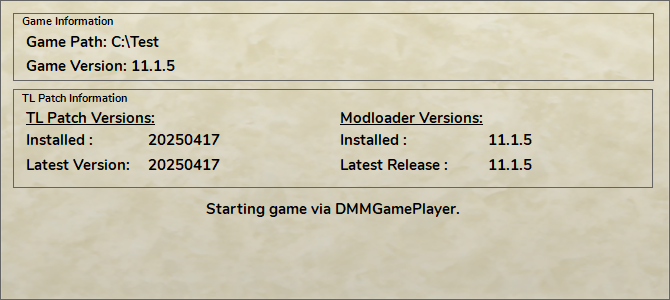 Game Information
Game Path: C:\Test
Game Version: 11.1.5
TL Patch Information
TL Patch Versions: Modloader Versions:
Installed : 20250417 Installed : 11.1.5
Latest Version: 20250417 Latest Release : 11.1.5
Starting game via DMMGamePlayer.